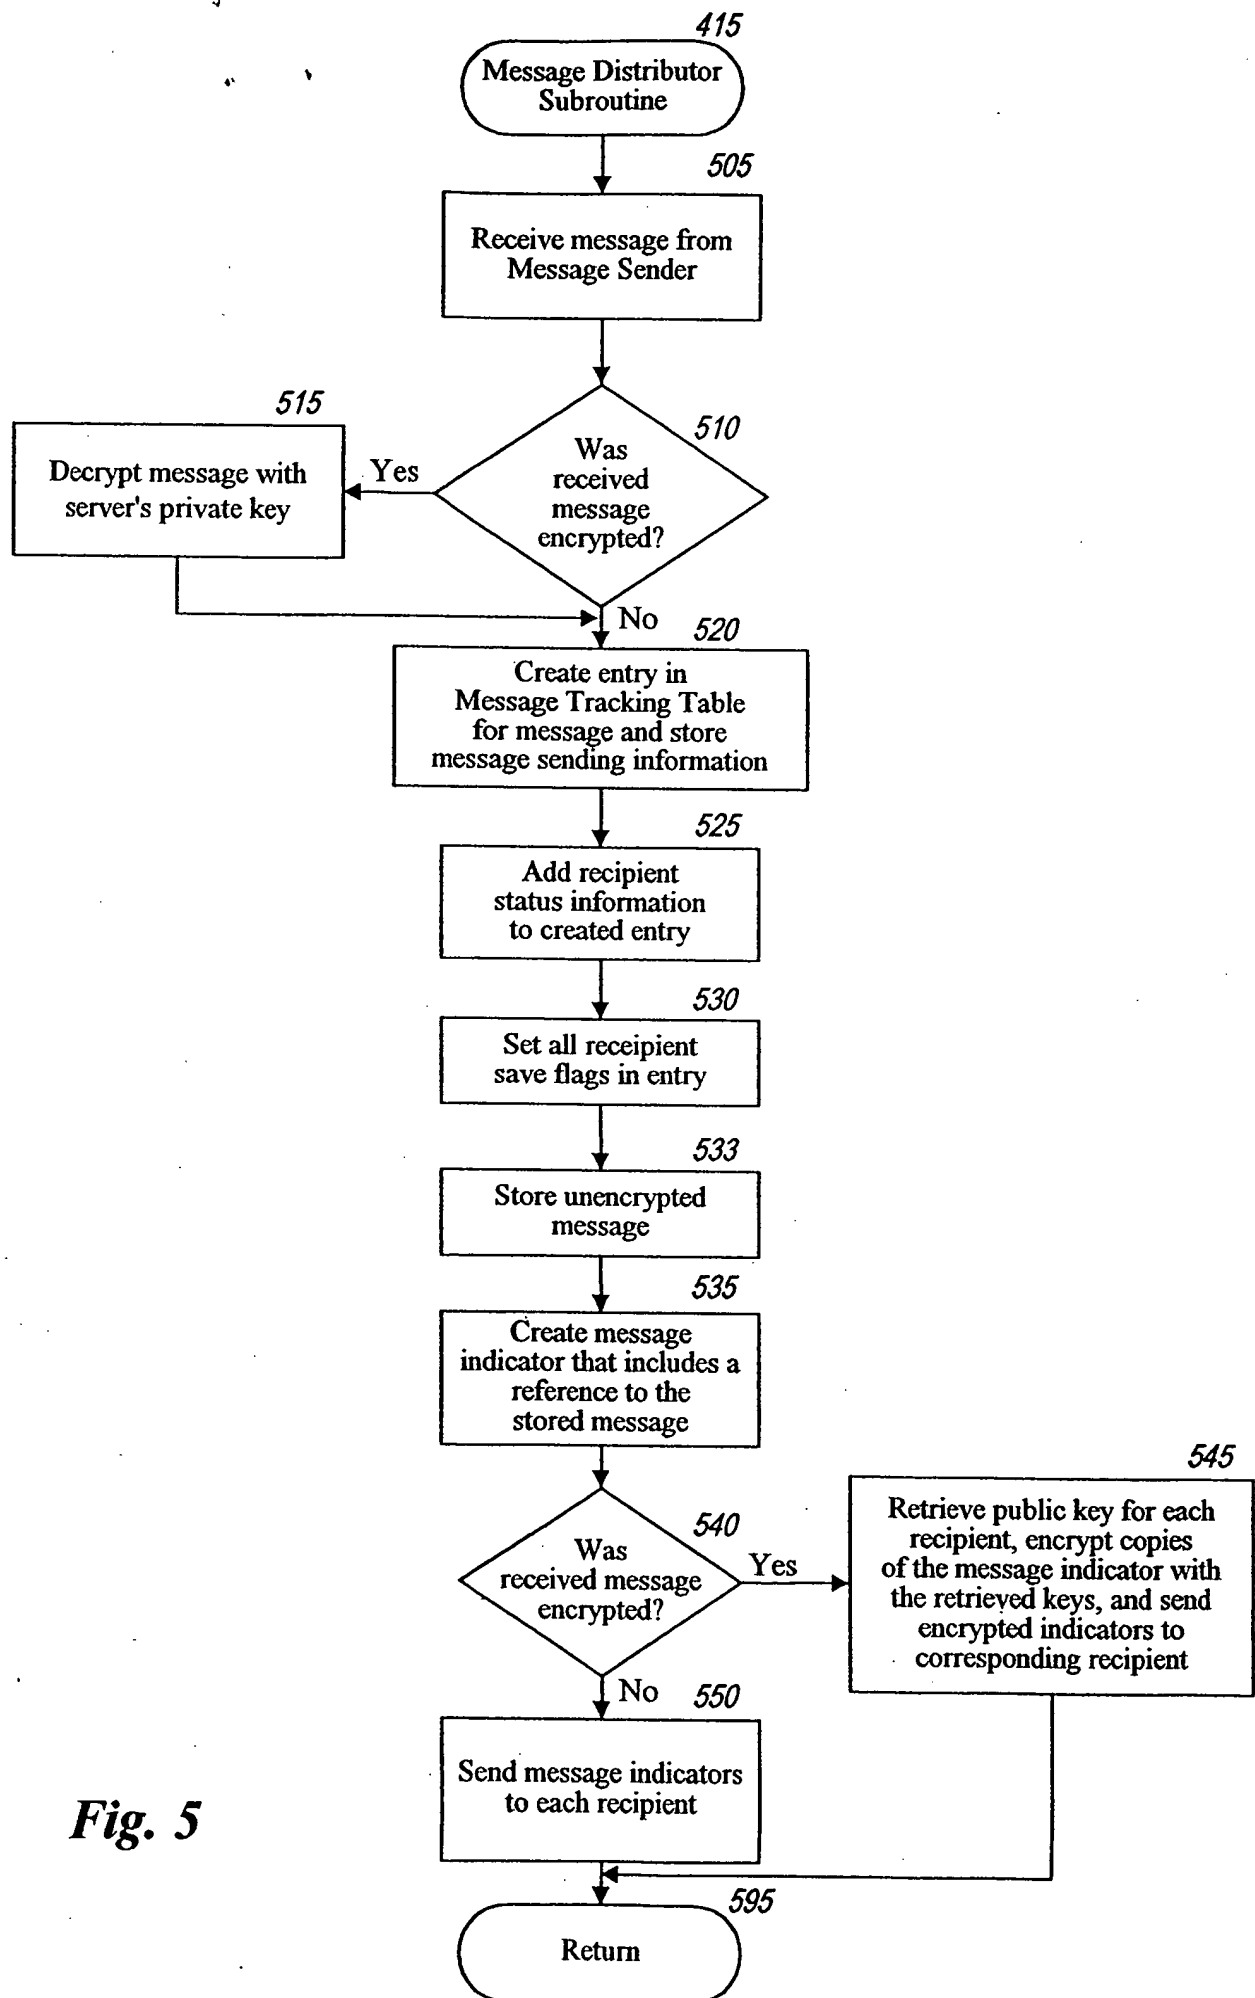 415
Message Distributor
Subroutine
505
Receive message from
Message Sender
515
Decrypt message with
server's private key
Yes
510
Was
received
message
encrypted?
No
520
Create entry in
Message Tracking Table
for message and store
message sending information
525
Add recipient
status information
to created entry
530
Set all receipient
save flags in entry
533
Store unencrypted
message
535
Create message
indicator that includes a
reference to the
stored message
540
Was
received message
encrypted?
Yes
545
Retrieve public key for each
recipient, encrypt copies
of the message indicator with
the retrieved keys, and send
encrypted indicators to
corresponding recipient
No
550
Send message indicators
to each recipient
595
Return
Fig. 5